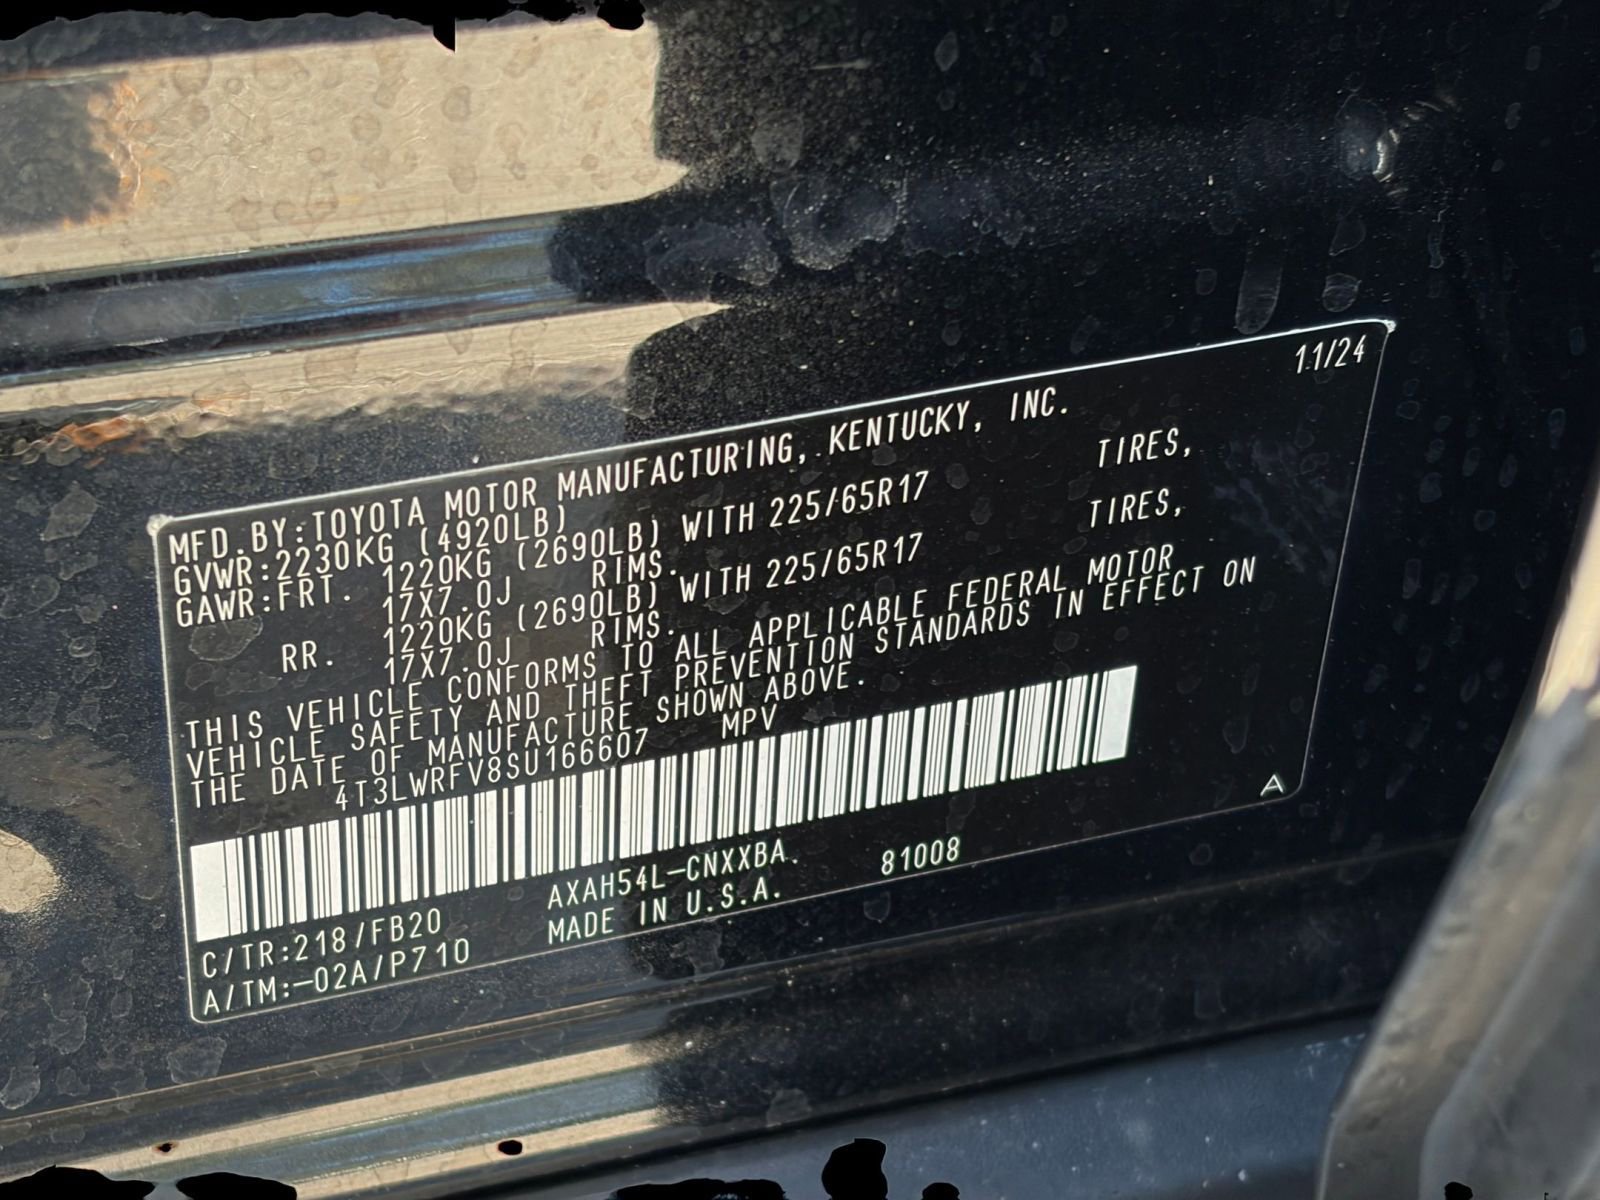 11/24
MFD.BY:TOYOTA MOTOR MANUFACTURING, KENTUCKY, INC.
GVWR:2230KG (4920LB)
GAWR:FRT. 1220KG (2690LB) WITH 225/65R17 TIRES,
17X7.0J RIMS.
RR. 1220KG (2690LB) WITH 225/65R17 TIRES,
17X7.0J RIMS.
THIS VEHICLE CONFORMS TO ALL APPLICABLE FEDERAL MOTOR
VEHICLE SAFETY AND THEFT PREVENTION STANDARDS IN EFFECT ON
THE DATE OF MANUFACTURE SHOWN ABOVE.
4T3LWRFV8SU166607 MPV
A
C/TR:218/FB20 AXAH54L-CNXXBA 81008
A/TM:-02A/P710 MADE IN U.S.A.